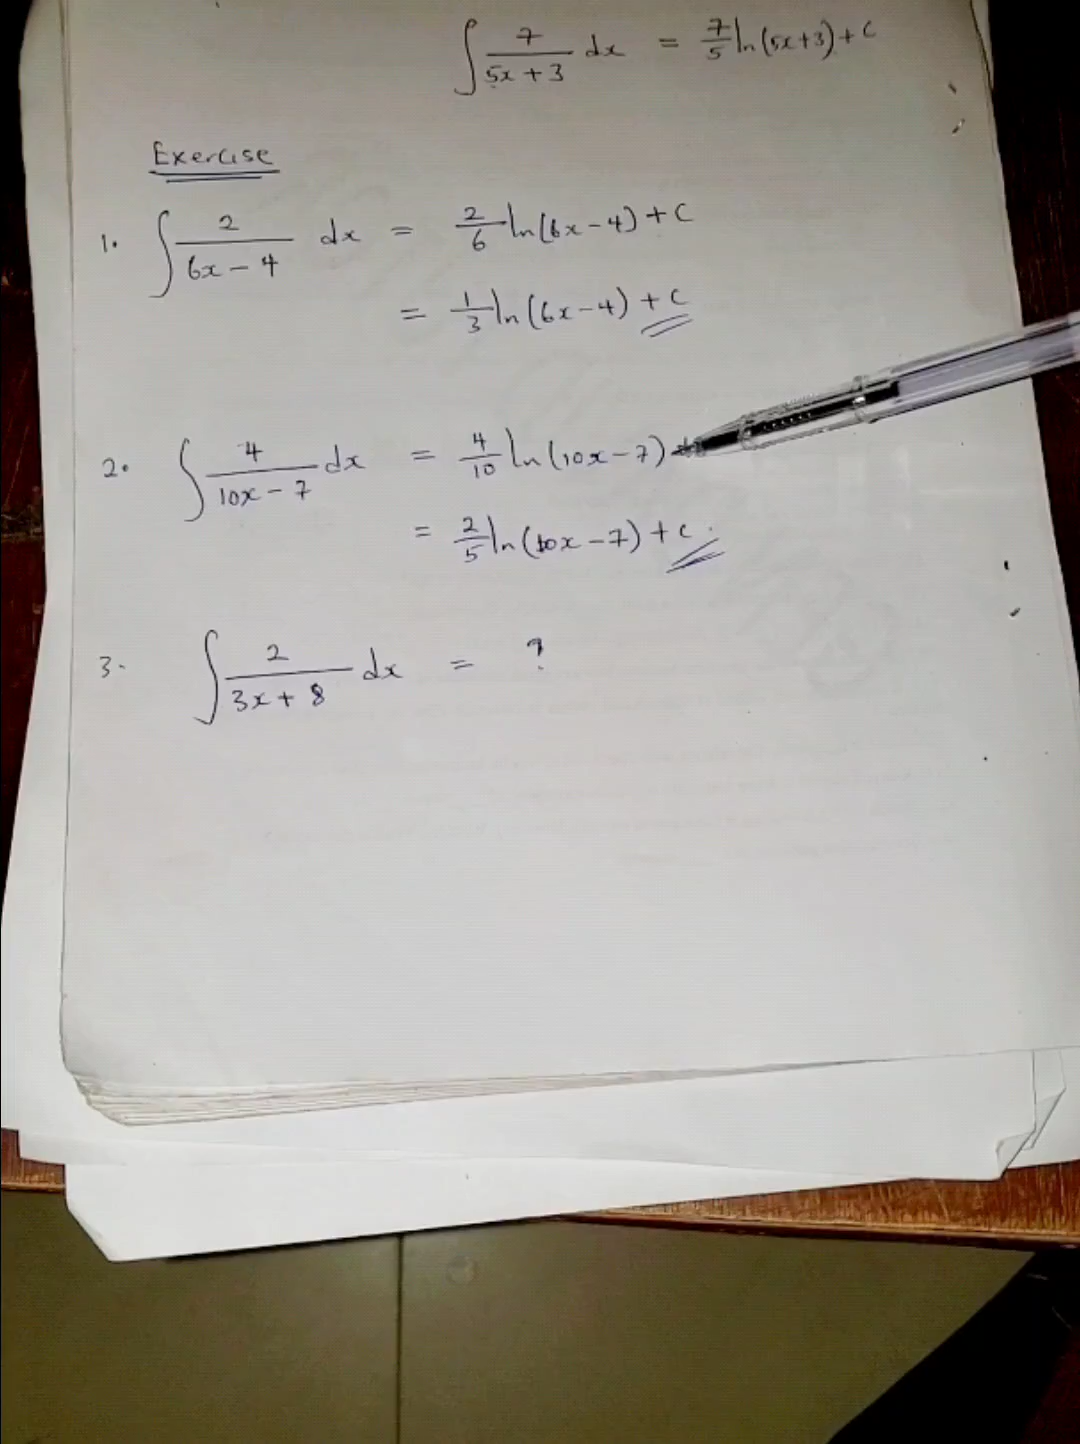 ∫ 7/(5x + 3) dx = 7/5 ln(5x+3) + c
Exercise
1. ∫ 2/(6x − 4) dx = 2/6 ln(6x − 4) + c
= 1/3 ln(6x − 4) + c
2. ∫ 4/(10x − 7) dx = 4/10 ln(10x − 7) +
= 2/5 ln(10x − 7) + c.
3. ∫ 2/(3x + 8) dx = ?